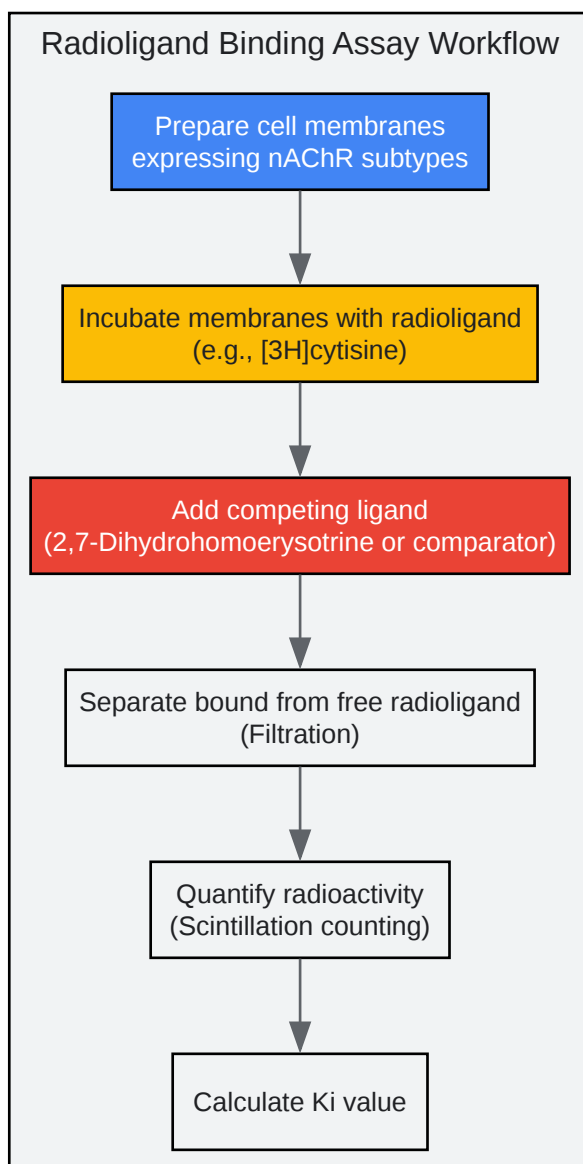 Radioligand Binding Assay Workflow
Prepare cell membranes
expressing nAChR subtypes
Incubate membranes with radioligand
(e.g., [3H]cytisine)
Add competing ligand
(2,7-Dihydrohomoerysotrine or comparator)
Separate bound from free radioligand
(Filtration)
Quantify radioactivity
(Scintillation counting)
Calculate Ki value